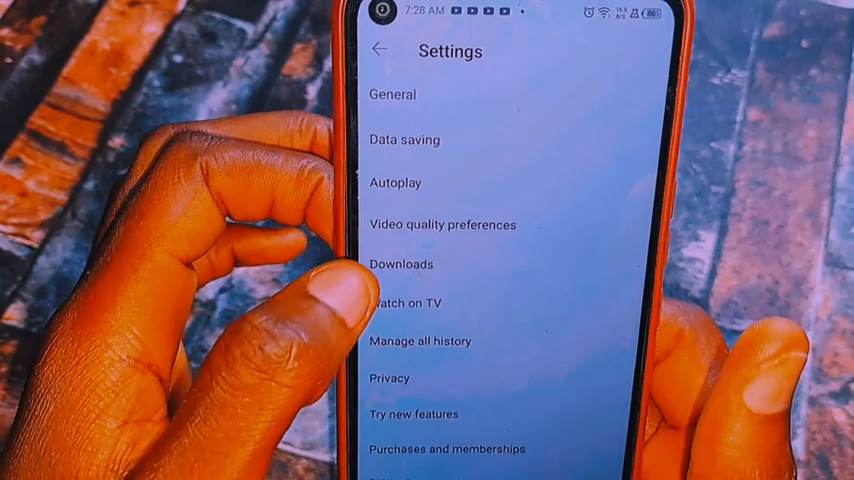 7:28 AM
Settings
General
Data saving
Autoplay
Video quality preferences
Downloads
Watch on TV
Manage all history
Privacy
Try new features
Purchases and memberships